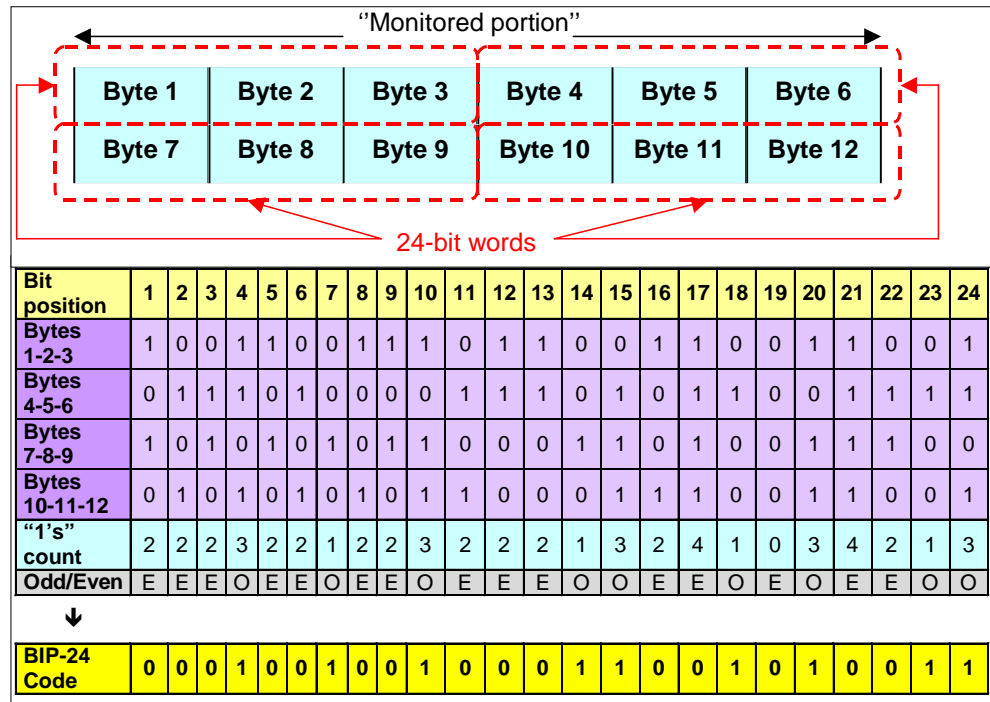 ‘’Monitored portion’’
Byte 1 Byte 2 Byte 3 Byte 4 Byte 5 Byte 6
Byte 7 Byte 8 Byte 9 Byte 10 Byte 11 Byte 12
24-bit words
Bit position 1 2 3 4 5 6 7 8 9 10 11 12 13 14 15 16 17 18 19 20 21 22 23 24
Bytes 1-2-3 1 0 0 1 1 0 0 1 1 1 0 1 1 0 0 1 1 0 0 1 1 0 0 1
Bytes 4-5-6 0 1 1 1 0 1 0 0 0 0 1 1 1 0 1 0 1 1 0 0 1 1 1 1
Bytes 7-8-9 1 0 1 0 1 0 1 0 1 1 0 0 0 1 1 0 1 0 0 1 1 1 0 0
Bytes 10-11-12 0 1 0 1 0 1 0 1 0 1 1 0 0 0 1 1 1 0 0 1 1 0 0 1
“1’s” count 2 2 2 3 2 2 1 2 2 3 2 2 2 1 3 2 4 1 0 3 4 2 1 3
Odd/Even E E E O E E O E E O E E E O O E E O E O E E O O
BIP-24 Code 0 0 0 1 0 0 1 0 0 1 0 0 0 1 1 0 0 1 0 1 0 0 1 1